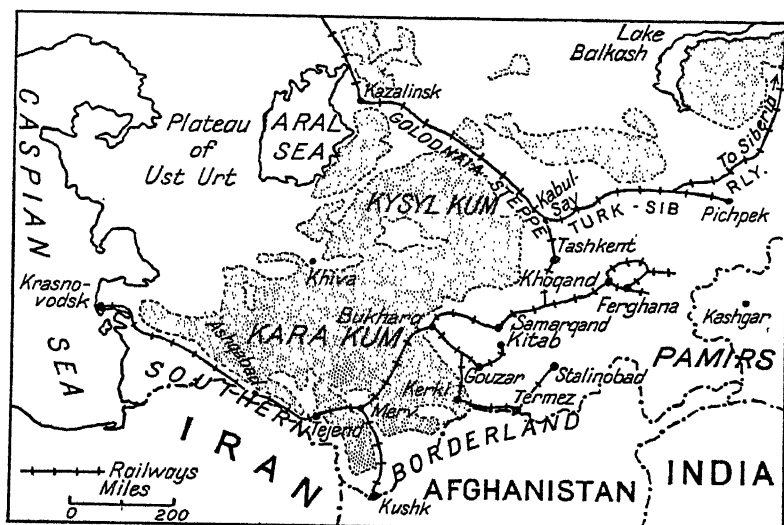 Lake
Balkash
CASPIAN
SEA
Plateau
of
Ust Urt
ARAL
SEA
Kazalinsk
GOLODNAIA STEPPE
To Siberia
KYSYL KUM
Kabul-
Say
TURK-SIB
RLY.
Pichpek
Tashkent
Khiva
Khoqand
Ferghana
Krasno-
vodsk
Bukhara
KARA KUM
Samarqand
Kitab
Kashgar
Ashqabad
Gouzar
Stalinobad
PAMIRS
Kerki
Termez
SOUTHERN
BORDERLAND
Tejend
Merv
IRAN
Railways
Miles
0 200
Kushk
AFGHANISTAN
INDIA